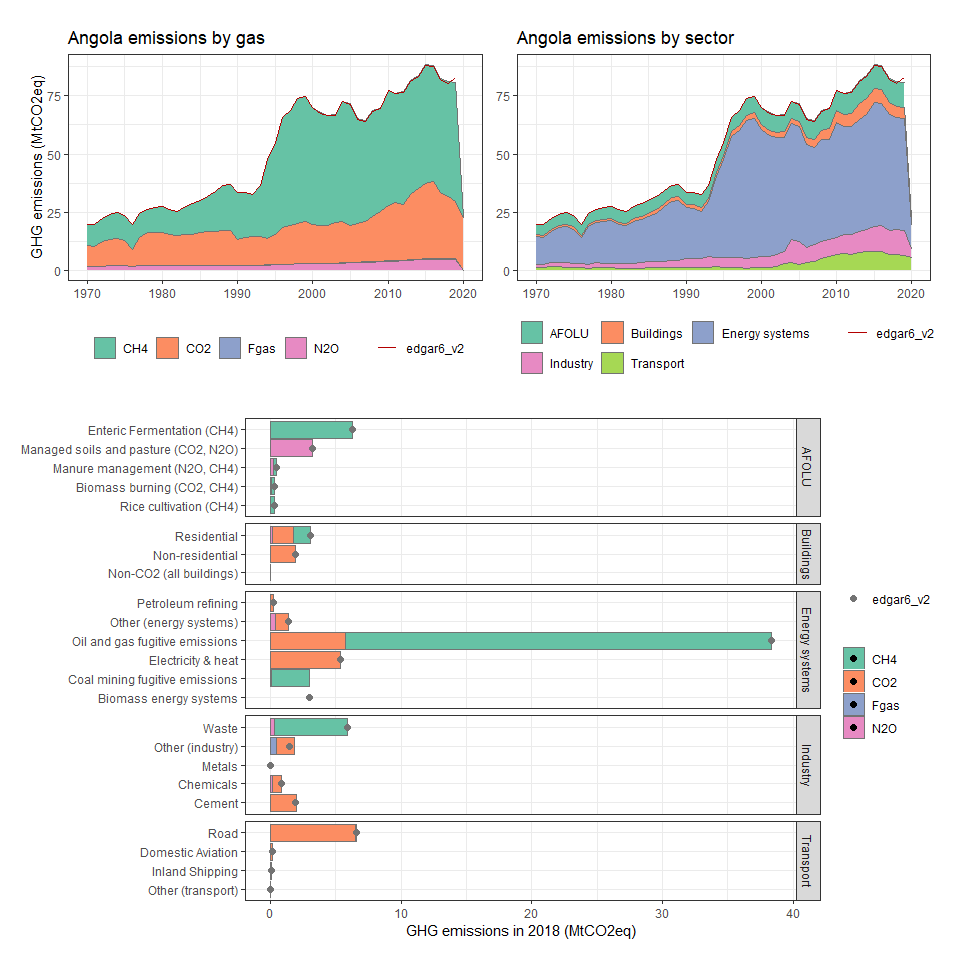 Angola emissions by gas
GHG emissions (MtCO2eq)
75
50
25
0
1970
1980
1990
2000
2010
2020
CH4
CO2
Fgas
N2O
edgar6_v2
Angola emissions by sector
75
50
25
0
1970
1980
1990
2000
2010
2020
AFOLU
Buildings
Energy systems
edgar6_v2
Industry
Transport
Enteric Fermentation (CH4)
Managed soils and pasture (CO2, N2O)
Manure management (N2O, CH4)
Biomass burning (CO2, CH4)
Rice cultivation (CH4)
AFOLU
Residential
Non-residential
Non-CO2 (all buildings)
Buildings
Petroleum refining
Other (energy systems)
Oil and gas fugitive emissions
Electricity & heat
Coal mining fugitive emissions
Biomass energy systems
Energy systems
Waste
Other (industry)
Metals
Chemicals
Cement
Industry
Road
Domestic Aviation
Inland Shipping
Other (transport)
Transport
0
10
20
30
40
GHG emissions in 2018 (MtCO2eq)
edgar6_v2
CH4
CO2
Fgas
N2O